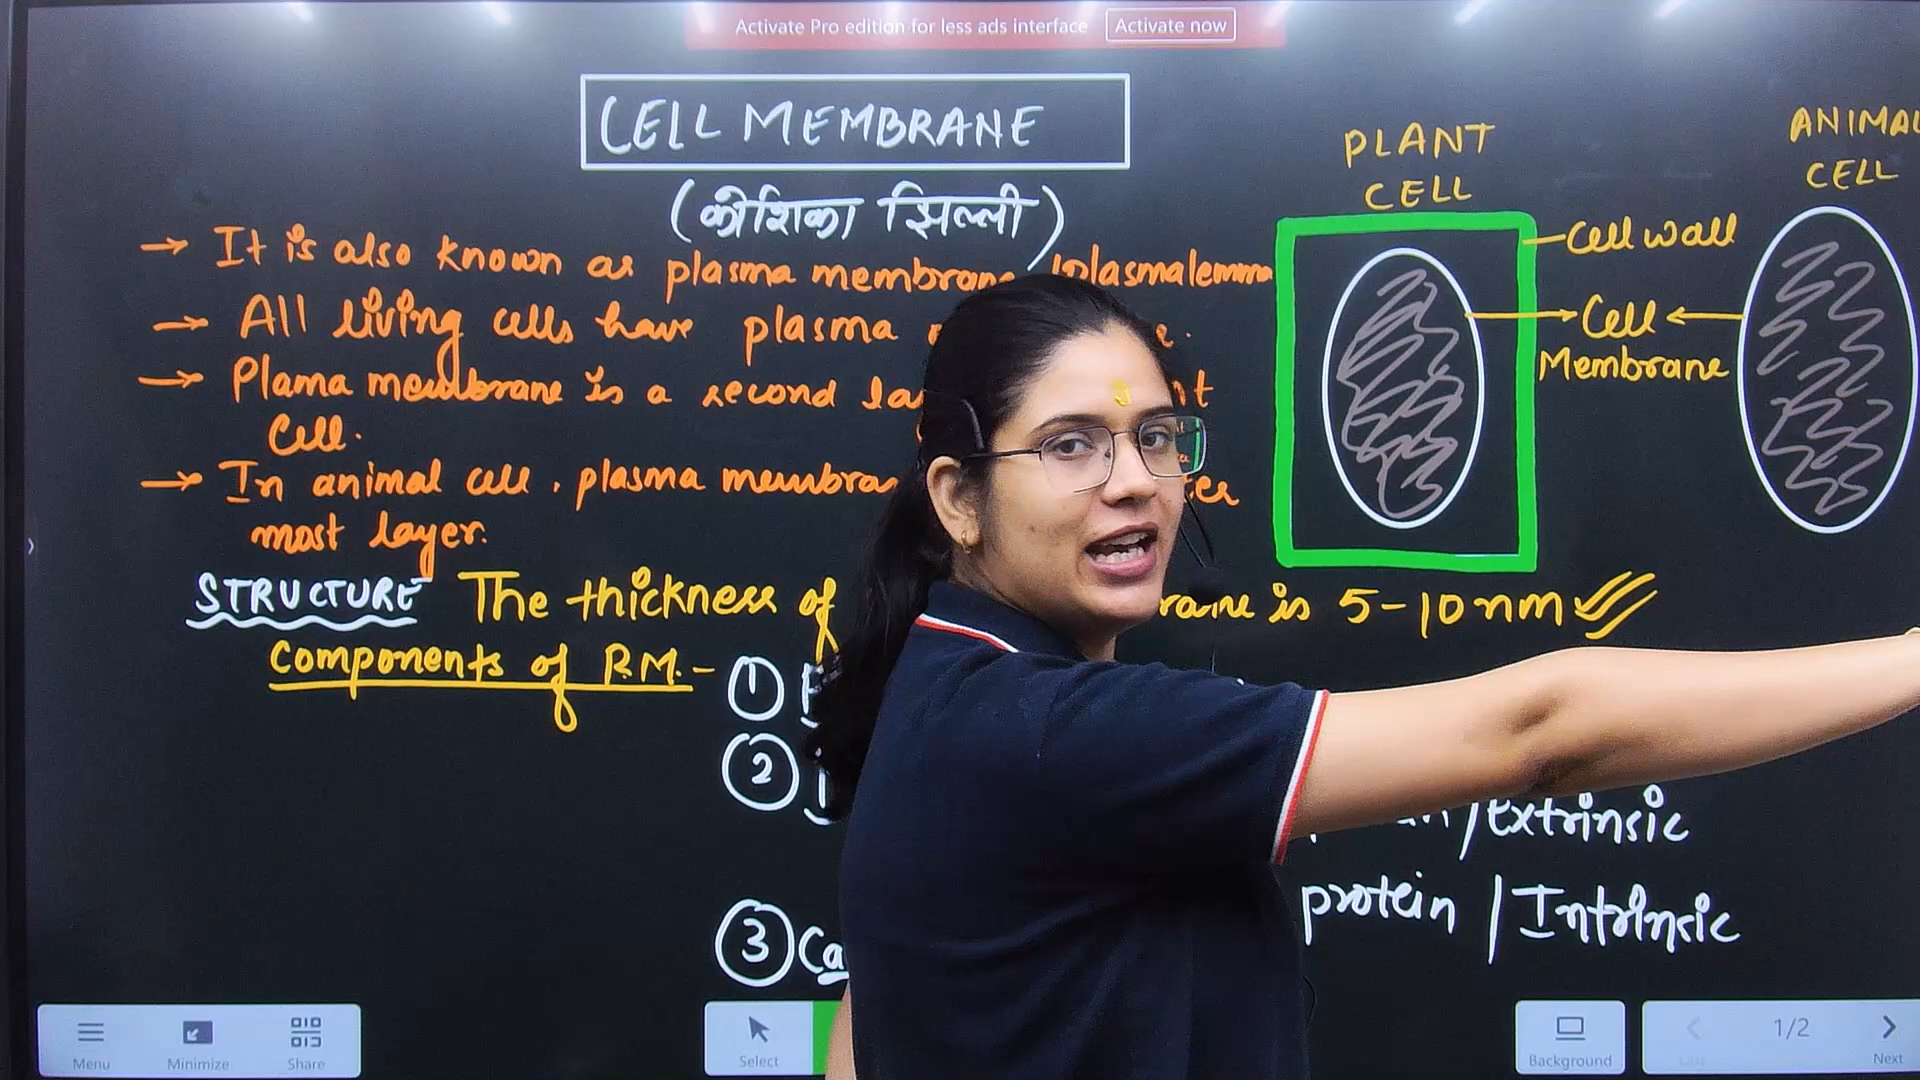 Activate Pro edition for less ads interface Activate now
CELL MEMBRANE
(कोशिका झिल्ली)
→ It is also known as plasma membrane / plasmalemma
→ All living cells have plasma
→ Plama membrane is a second
Cell.
→ In animal cell, plasma
most layer.
STRUCTURE The thickness of is 5-10 nm
Components of P.M. -
①
②
/extrinsic
protein / Intrinsic
③
PLANT
CELL
ANIMAL
CELL
Cell wall
Cell
Membrane
Menu
Minimize
Share
Select
Background
1/2
Next